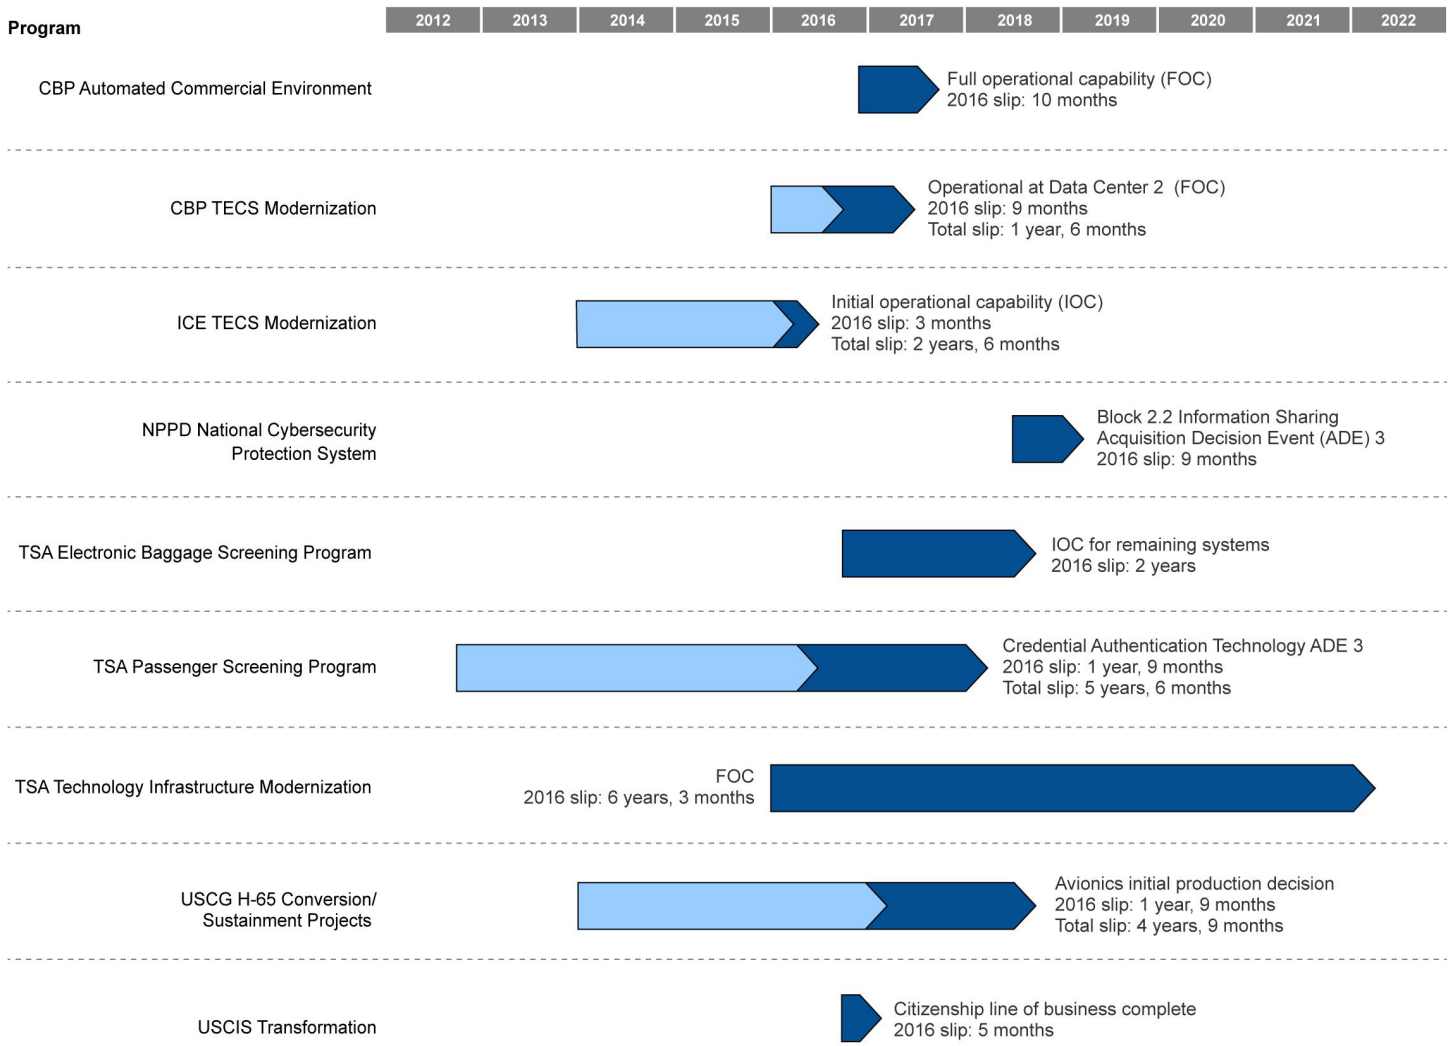 Program
2012 2013 2014 2015 2016 2017 2018 2019 2020 2021 2022
CBP Automated Commercial Environment
Full operational capability (FOC)
2016 slip: 10 months
CBP TECS Modernization
Operational at Data Center 2 (FOC)
2016 slip: 9 months
Total slip: 1 year, 6 months
ICE TECS Modernization
Initial operational capability (IOC)
2016 slip: 3 months
Total slip: 2 years, 6 months
NPPD National Cybersecurity
Protection System
Block 2.2 Information Sharing
Acquisition Decision Event (ADE) 3
2016 slip: 9 months
TSA Electronic Baggage Screening Program
IOC for remaining systems
2016 slip: 2 years
TSA Passenger Screening Program
Credential Authentication Technology ADE 3
2016 slip: 1 year, 9 months
Total slip: 5 years, 6 months
TSA Technology Infrastructure Modernization
FOC
2016 slip: 6 years, 3 months
USCG H-65 Conversion/
Sustainment Projects
Avionics initial production decision
2016 slip: 1 year, 9 months
Total slip: 4 years, 9 months
USCIS Transformation
Citizenship line of business complete
2016 slip: 5 months